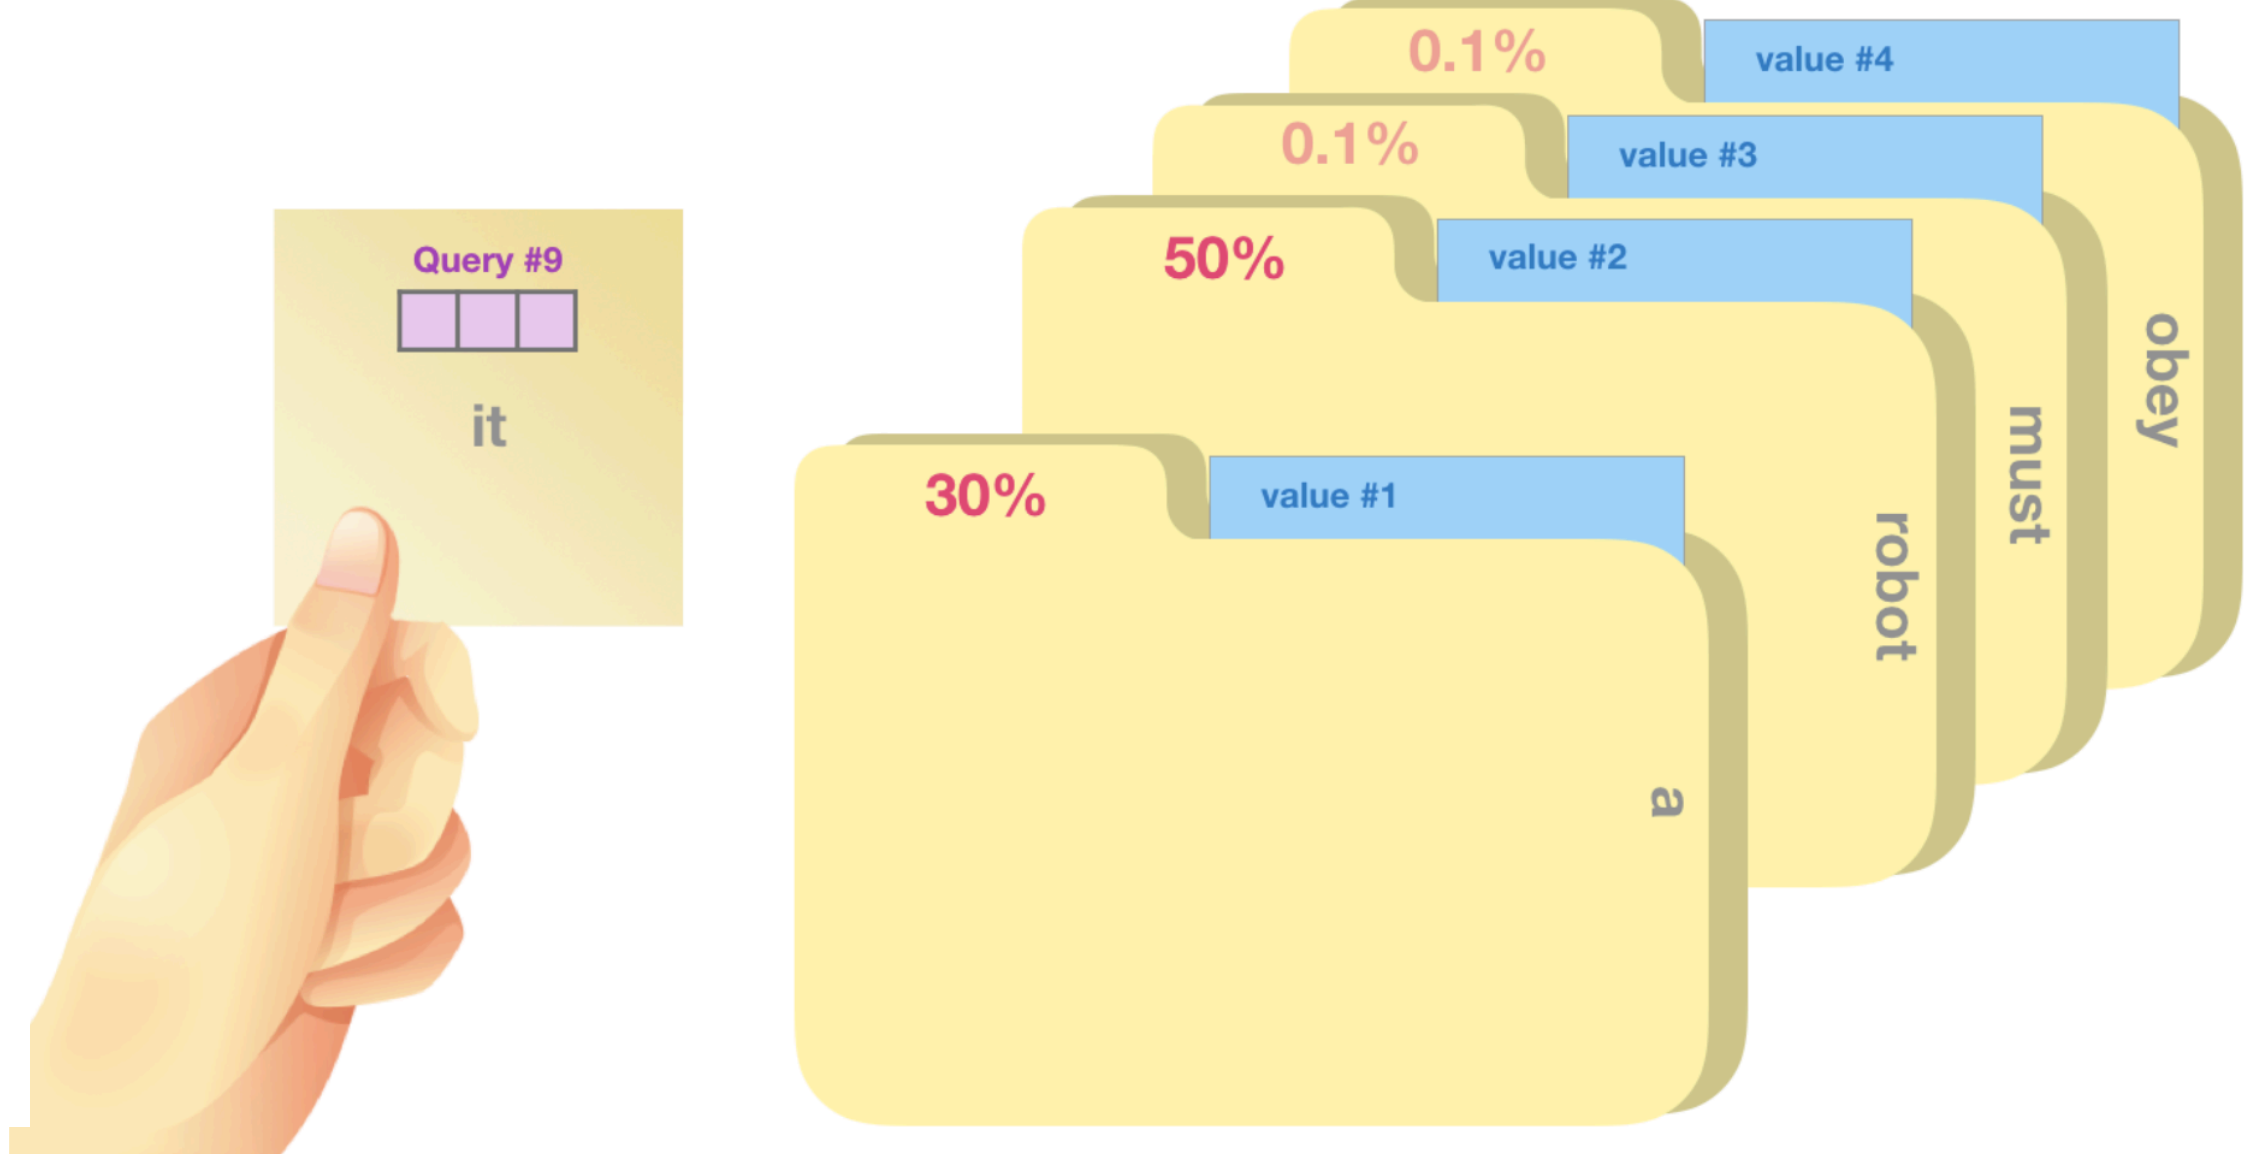 Query #9
it
30%
value #1
a
50%
value #2
robot
0.1%
value #3
must
0.1%
value #4
obey